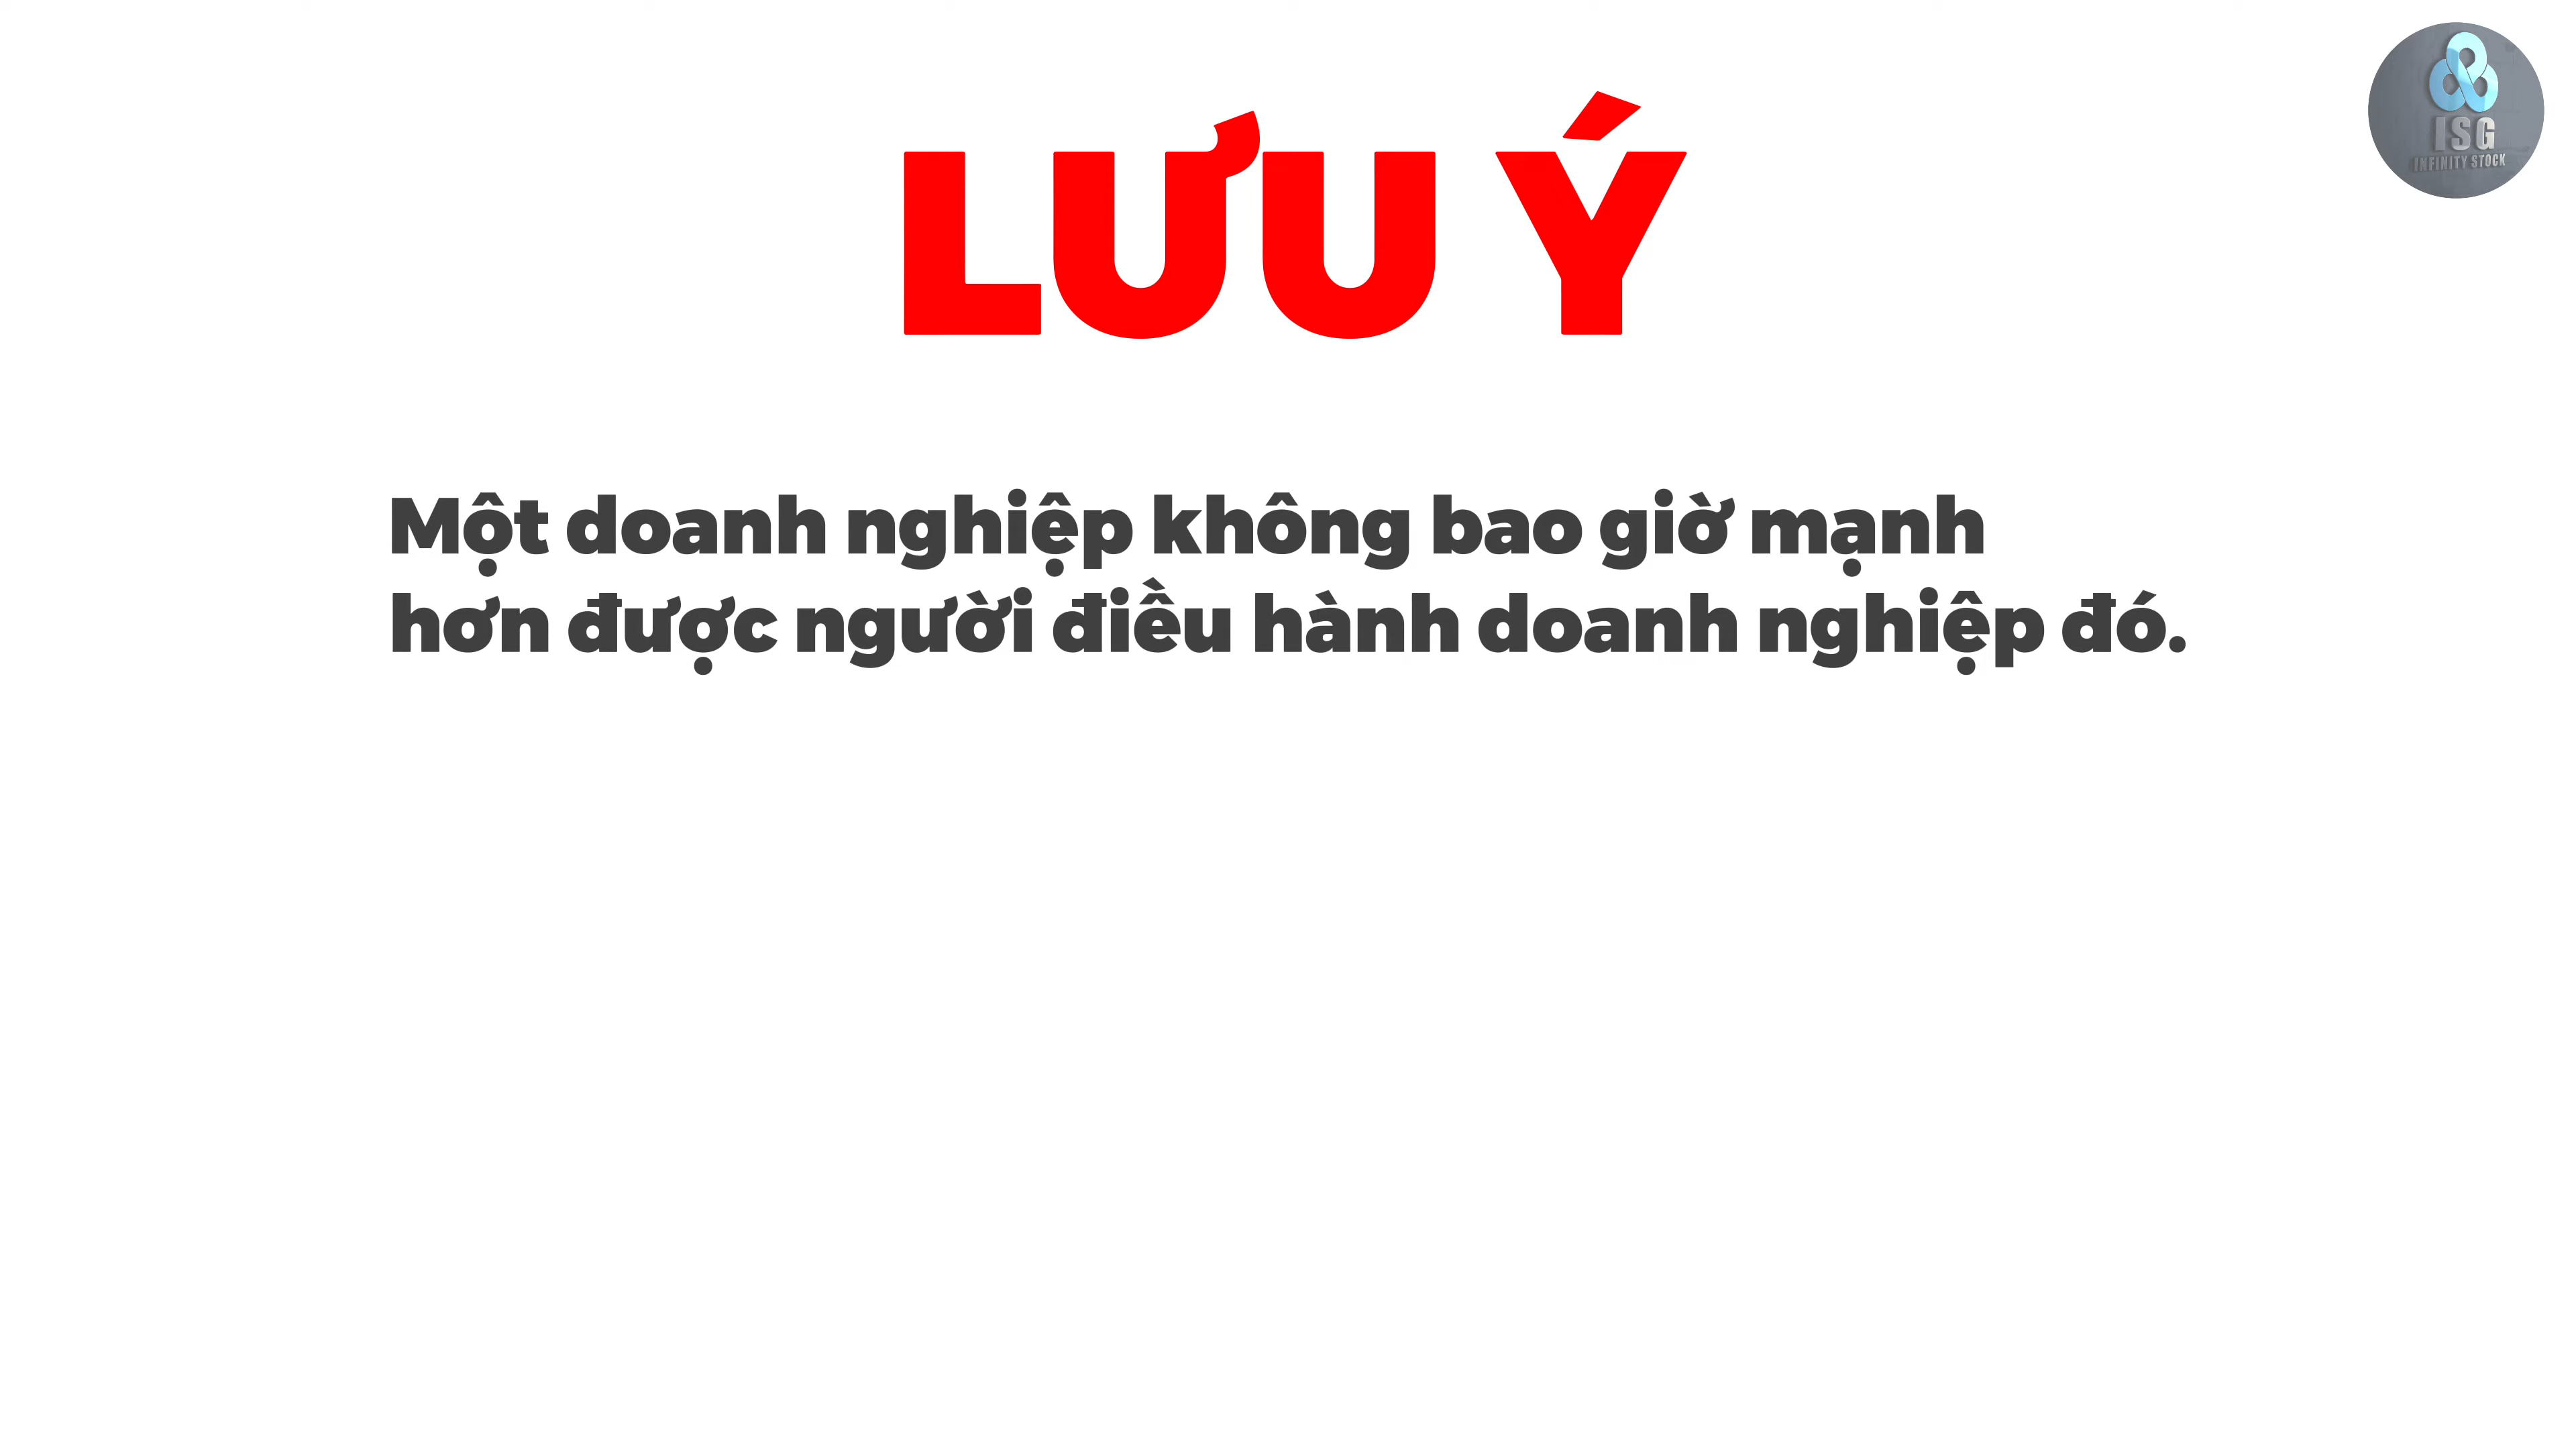 ISG
INFINITY STOCK
LƯU Ý
Một doanh nghiệp không bao giờ mạnh
hơn được người điều hành doanh nghiệp đó.